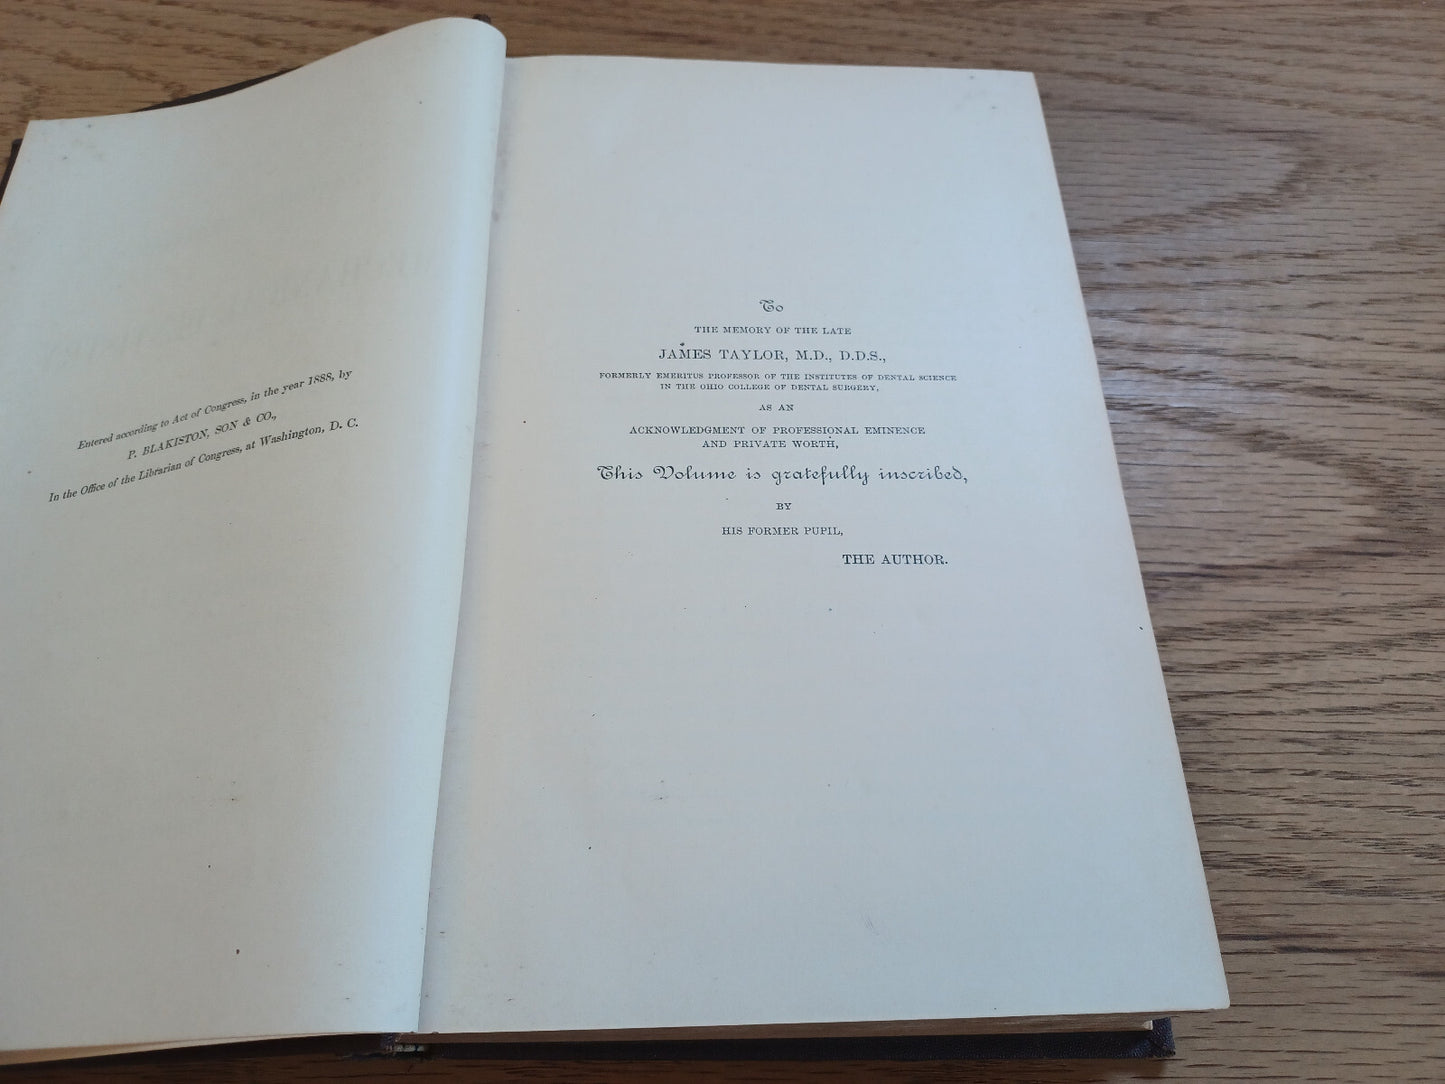 Entered according to Act of Congress, in the year 1888, by
P. BLAKISTON, SON & CO.,
In the Office of the Librarian of Congress, at Washington, D. C.
To
THE MEMORY OF THE LATE
JAMES TAYLOR, M.D., D.D.S.,
FORMERLY EMERITUS PROFESSOR OF THE INSTITUTES OF DENTAL SCIENCE
IN THE OHIO COLLEGE OF DENTAL SURGERY,
AS AN
ACKNOWLEDGMENT OF PROFESSIONAL EMINENCE
AND PRIVATE WORTH,
This Volume is gratefully inscribed,
BY
HIS FORMER PUPIL,
THE AUTHOR.